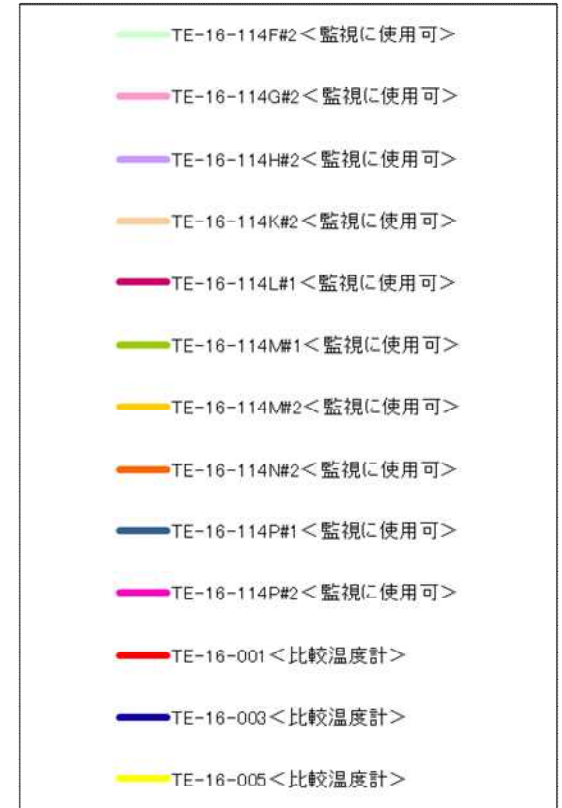 TE-16-114F#2＜監視に使用可＞
TE-16-114G#2＜監視に使用可＞
TE-16-114H#2＜監視に使用可＞
TE-16-114K#2＜監視に使用可＞
TE-16-114L#1＜監視に使用可＞
TE-16-114M#1＜監視に使用可＞
TE-16-114M#2＜監視に使用可＞
TE-16-114N#2＜監視に使用可＞
TE-16-114P#1＜監視に使用可＞
TE-16-114P#2＜監視に使用可＞
TE-16-001＜比較温度計＞
TE-16-003＜比較温度計＞
TE-16-005＜比較温度計＞